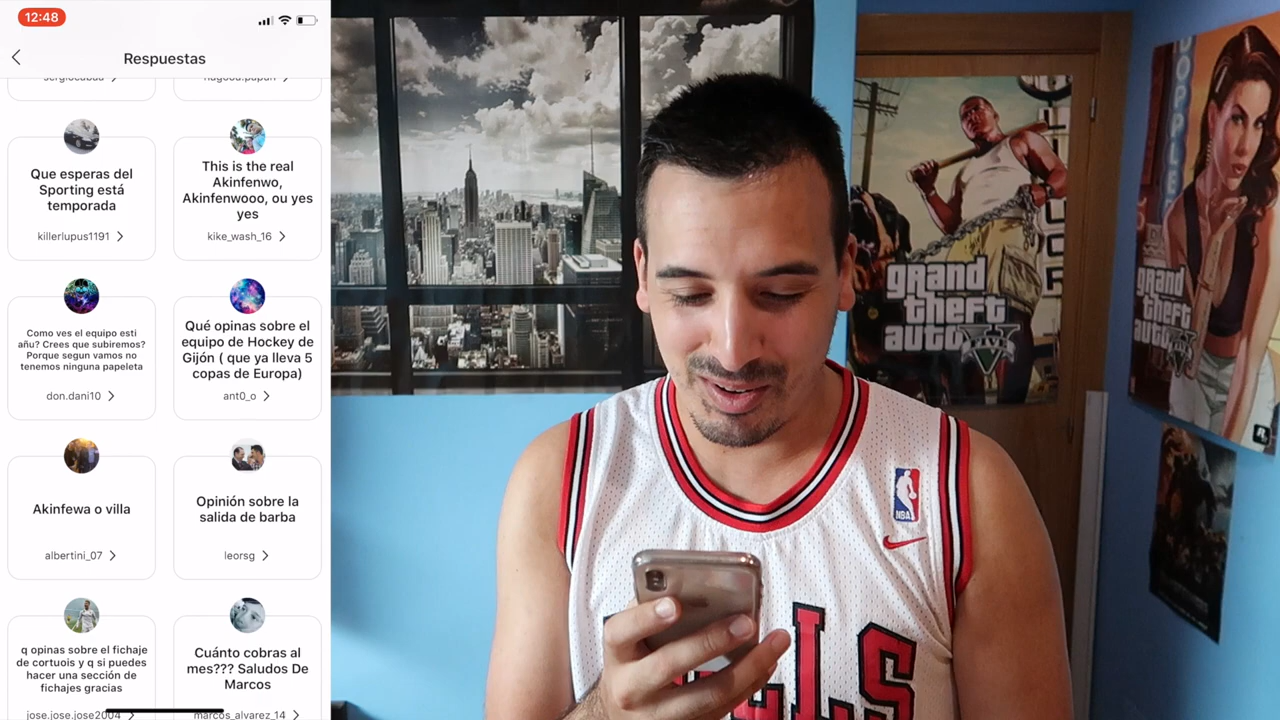 12:48
Respuestas
Que esperas del
Sporting está
temporada
killerlupus1191
This is the real
Akinfenwo,
Akinfenwooo, ou yes
yes
kike_wash_16
Como ves el equipo esti
añu? Crees que subiremos?
Porque segun vamos no
tenemos ninguna papeleta
don.dani10
Qué opinas sobre el
equipo de Hockey de
Gijón ( que ya lleva 5
copas de Europa)
ant0_o
Akinfewa o villa
albertini_07
Opinión sobre la
salida de barba
leorsg
q opinas sobre el fichaje
de cortuois y q si puedes
hacer una sección de
fichajes gracias
jose.jose.jose2004
Cuánto cobras al
mes??? Saludos De
Marcos
marcos_alvarez_14
grand
theft
auto
V
grand
theft
auto
V
NBA